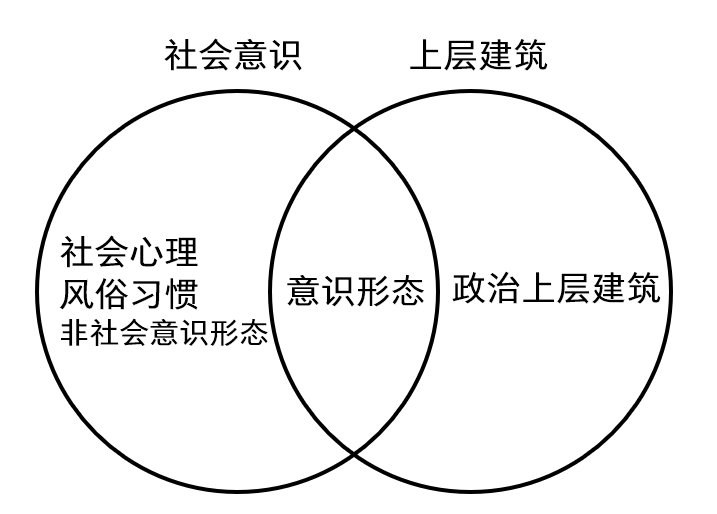 社会意识
上层建筑
社会心理
风俗习惯
非社会意识形态
意识形态
政治上层建筑